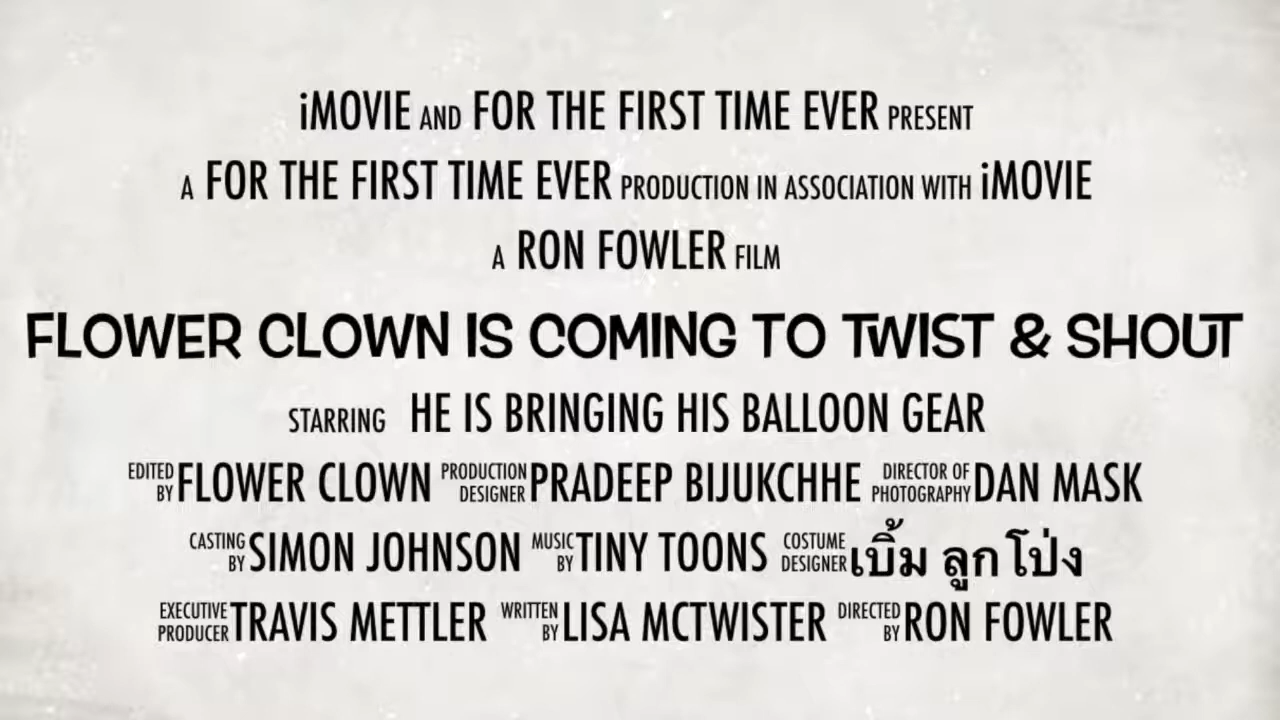 iMOVIE AND FOR THE FIRST TIME EVER PRESENT
A FOR THE FIRST TIME EVER PRODUCTION IN ASSOCIATION WITH iMOVIE
A RON FOWLER FILM
FLOWER CLOWN IS COMING TO TWIST & SHOUT
STARRING HE IS BRINGING HIS BALLOON GEAR
EDITED BY FLOWER CLOWN PRODUCTION DESIGNER PRADEEP BIJUKCHHE DIRECTOR OF PHOTOGRAPHY DAN MASK
CASTING BY SIMON JOHNSON MUSIC BY TINY TOONS COSTUME DESIGNER เบิ้ม ลูกโป่ง
EXECUTIVE PRODUCER TRAVIS METTLER WRITTEN BY LISA MCTWISTER DIRECTED BY RON FOWLER